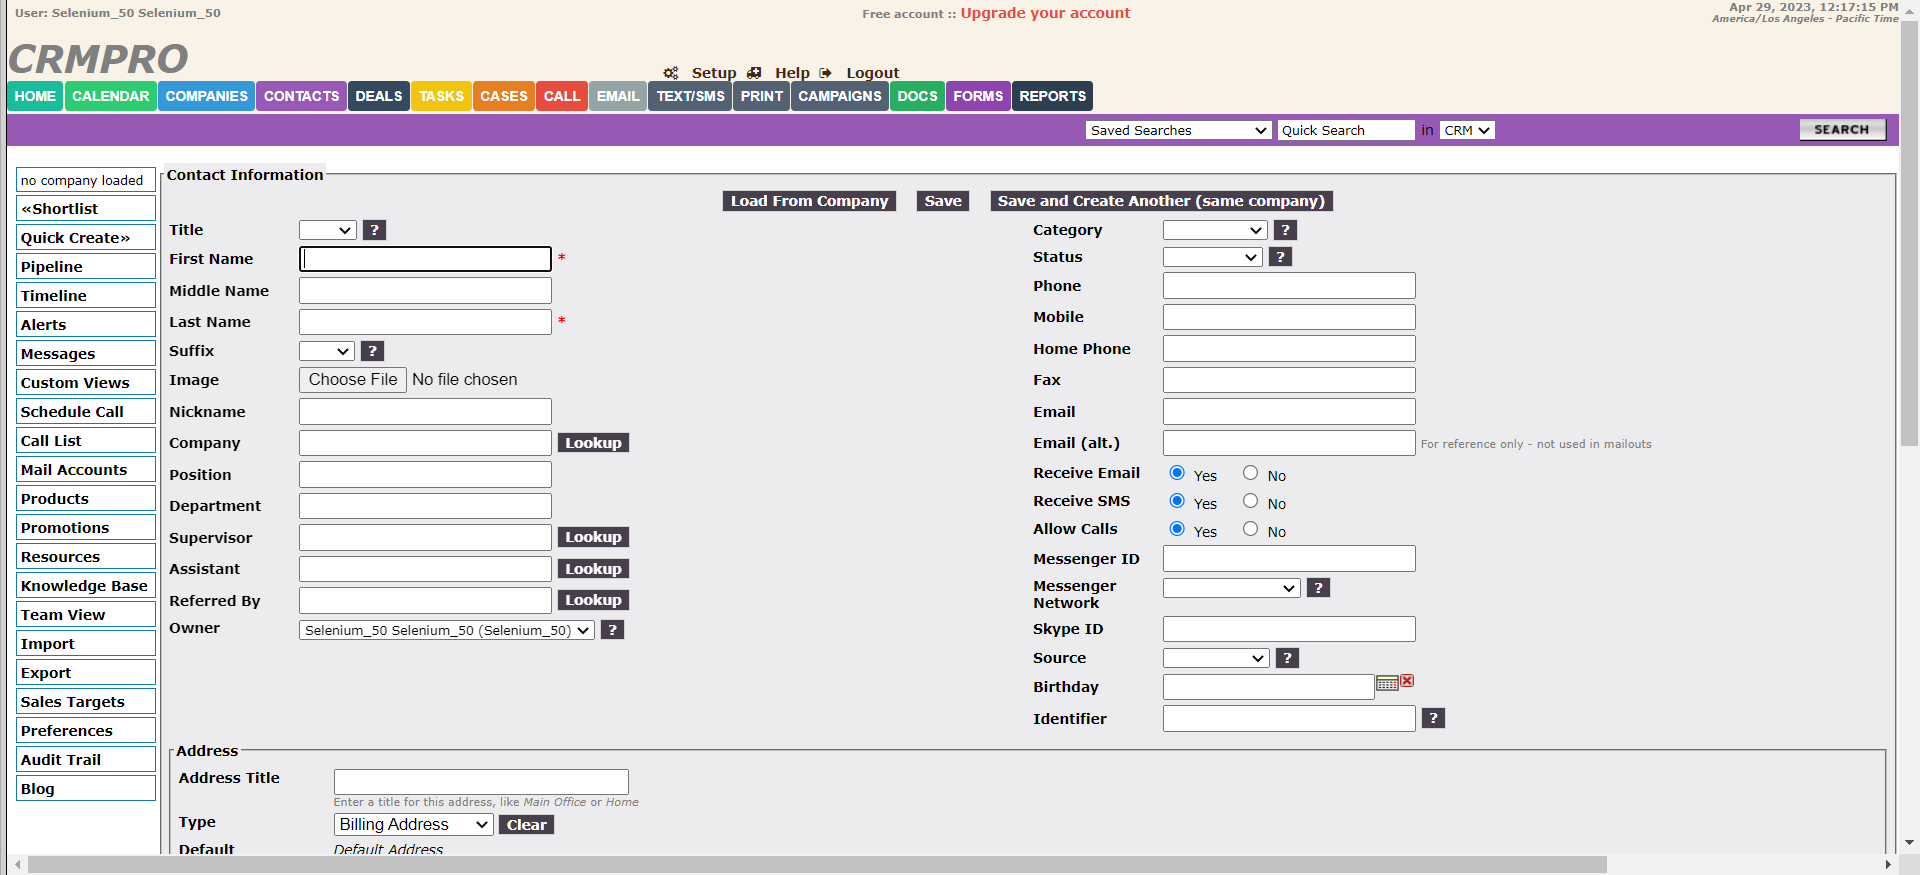 User: Selenium_50 Selenium_50
Free account :: Upgrade your account
Apr 29, 2023, 12:17:15 PM
America/Los Angeles - Pacific Time
CRMPRO
Setup Help Logout
HOME CALENDAR COMPANIES CONTACTS DEALS TASKS CASES CALL EMAIL TEXT/SMS PRINT CAMPAIGNS DOCS FORMS REPORTS
Saved Searches Quick Search in CRM SEARCH
no company loaded
«Shortlist
Quick Create»
Pipeline
Timeline
Alerts
Messages
Custom Views
Schedule Call
Call List
Mail Accounts
Products
Promotions
Resources
Knowledge Base
Team View
Import
Export
Sales Targets
Preferences
Audit Trail
Blog
Contact Information
Load From Company Save Save and Create Another (same company)
Title ?
First Name *
Middle Name
Last Name *
Suffix ?
Image Choose File No file chosen
Nickname
Company Lookup
Position
Department
Supervisor Lookup
Assistant Lookup
Referred By Lookup
Owner Selenium_50 Selenium_50 (Selenium_50) ?
Category ?
Status ?
Phone
Mobile
Home Phone
Fax
Email
Email (alt.) For reference only - not used in mailouts
Receive Email Yes No
Receive SMS Yes No
Allow Calls Yes No
Messenger ID
Messenger
Network ?
Skype ID
Source ?
Birthday
Identifier ?
Address
Address Title
Enter a title for this address, like Main Office or Home
Type Billing Address Clear
Default Default Address